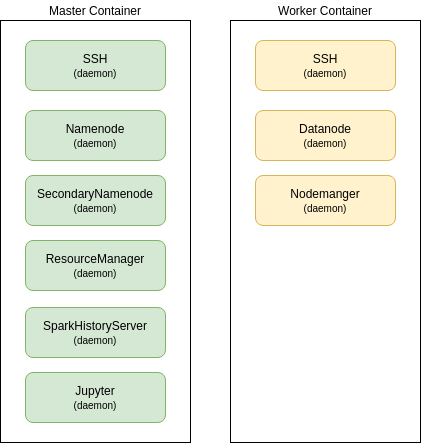 Master Container
SSH
(daemon)
Namenode
(daemon)
SecondaryNamenode
(daemon)
ResourceManager
(daemon)
SparkHistoryServer
(daemon)
Jupyter
(daemon)
Worker Container
SSH
(daemon)
Datanode
(daemon)
Nodemanger
(daemon)